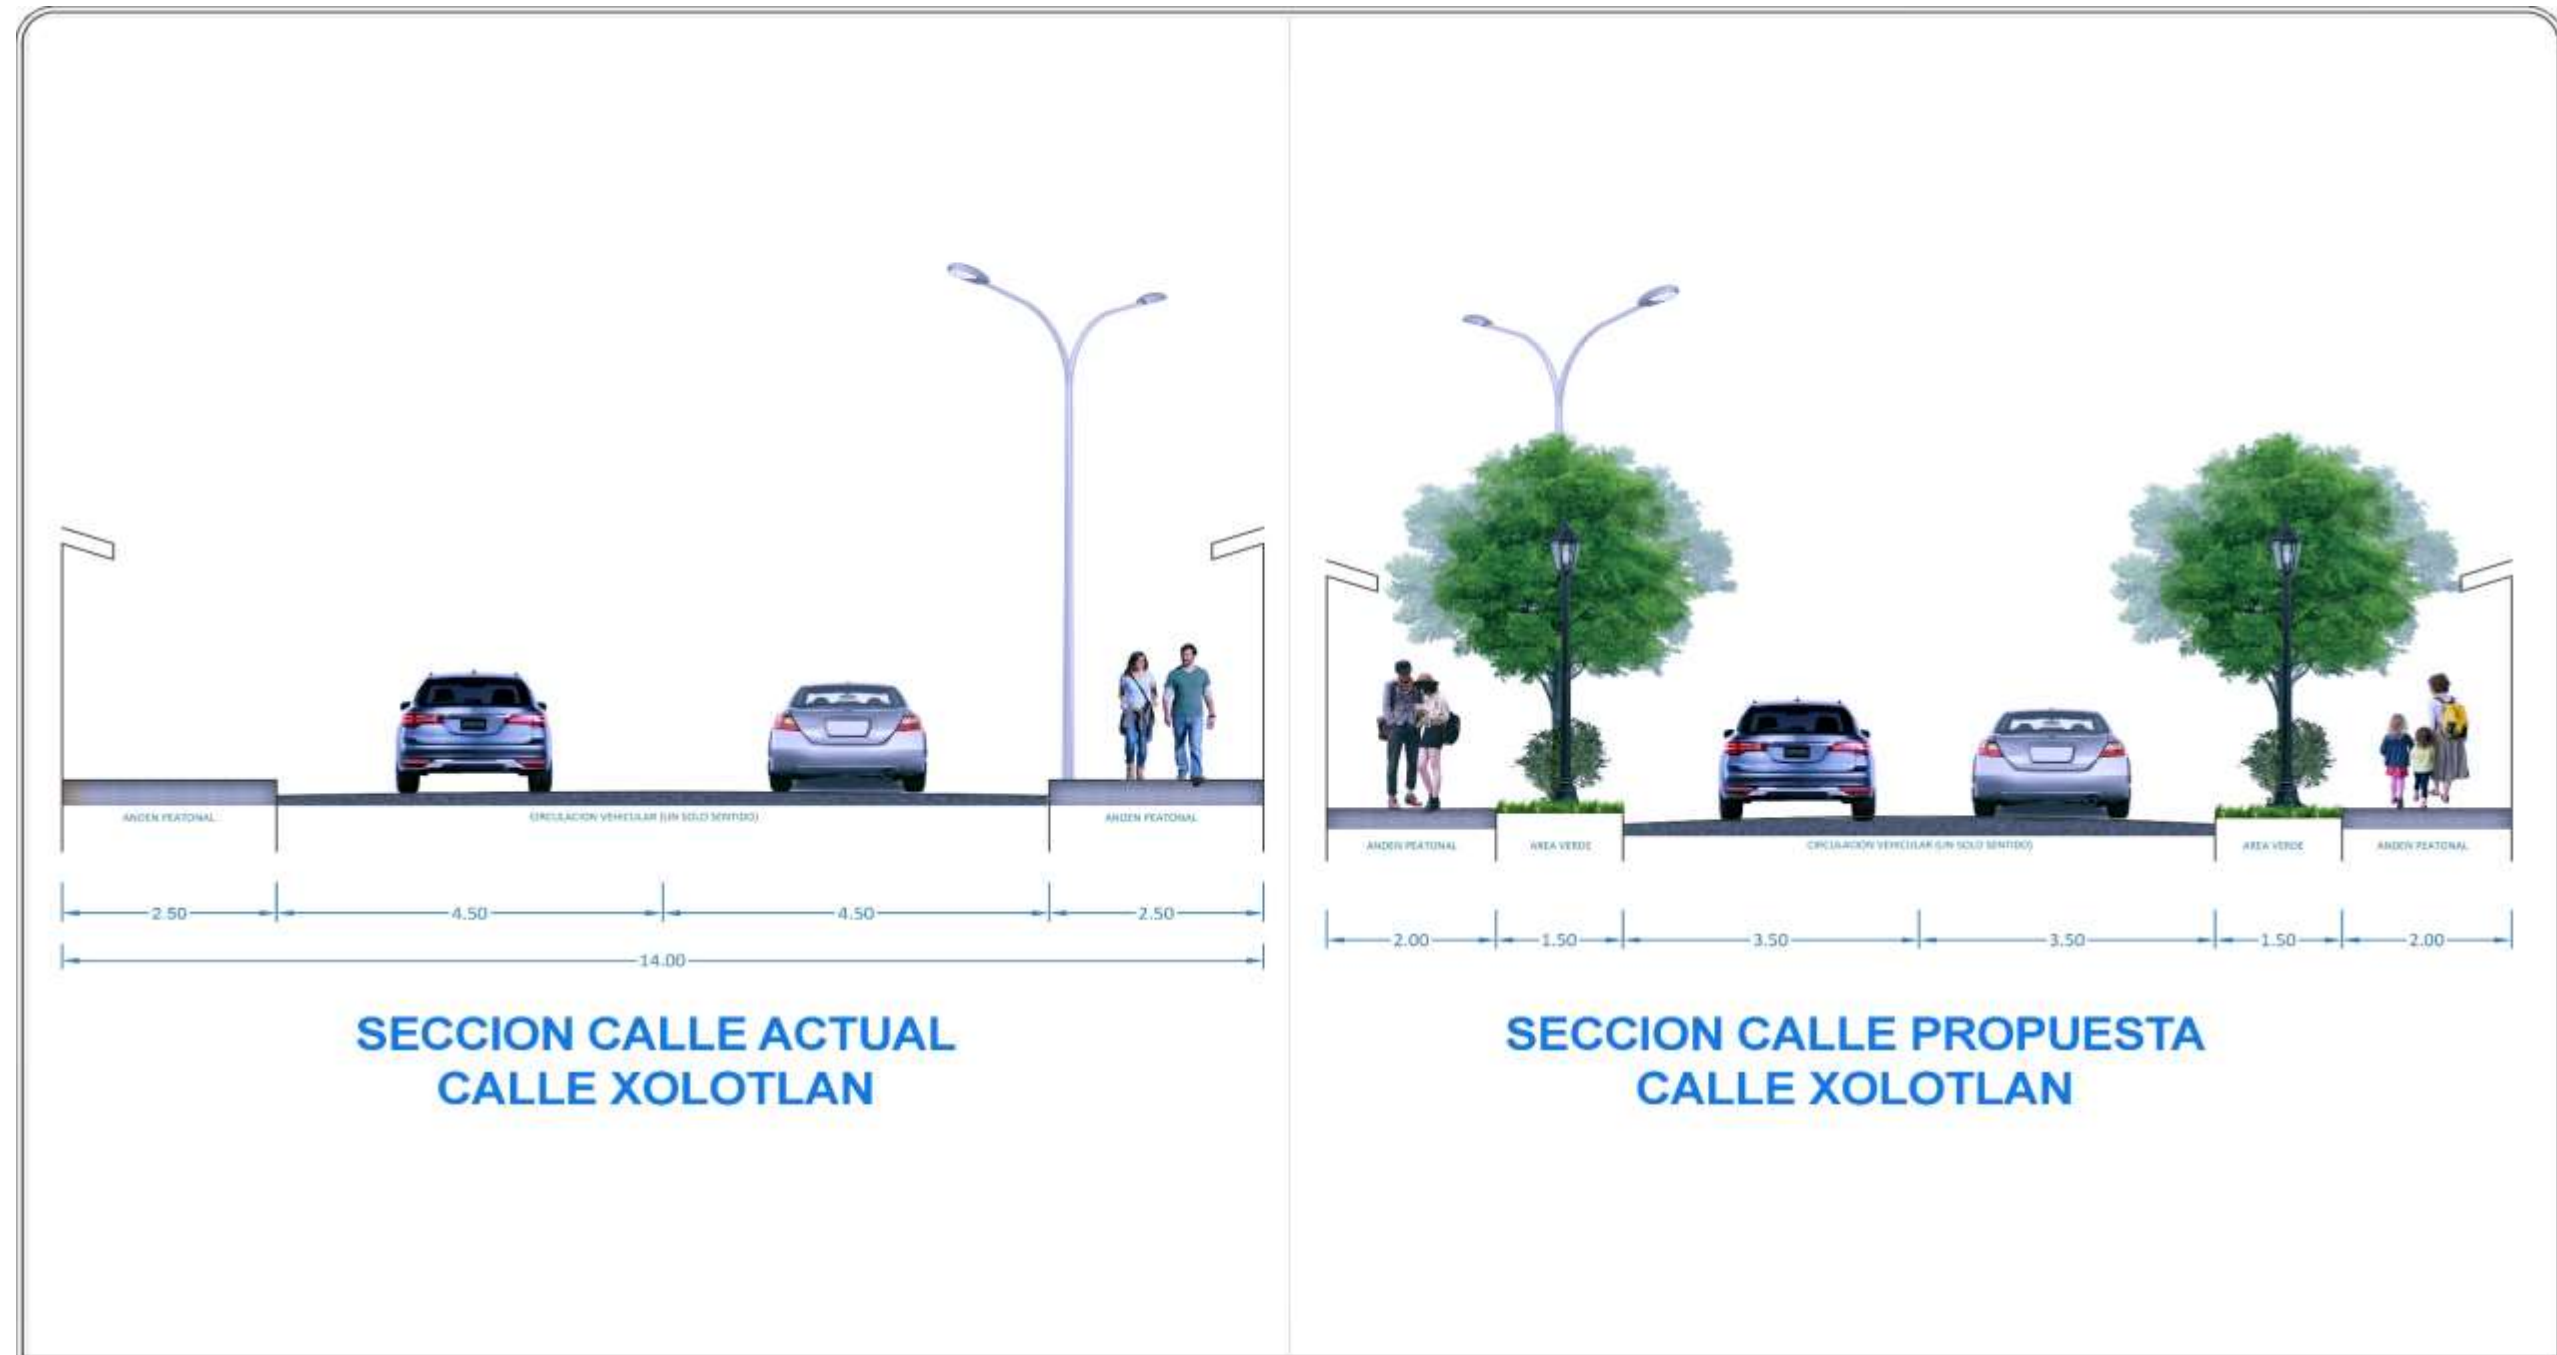 ANDEN PEATONAL
CIRCULACION VEHICULAR (UN SOLO SENTIDO)
ANDEN PEATONAL
2.50
4.50
4.50
2.50
14.00
SECCION CALLE ACTUAL
CALLE XOLOTLAN
ANDEN PEATONAL
AREA VERDE
CIRCULACION VEHICULAR (UN SOLO SENTIDO)
AREA VERDE
ANDEN PEATONAL
2.00
1.50
3.50
3.50
1.50
2.00
SECCION CALLE PROPUESTA
CALLE XOLOTLAN